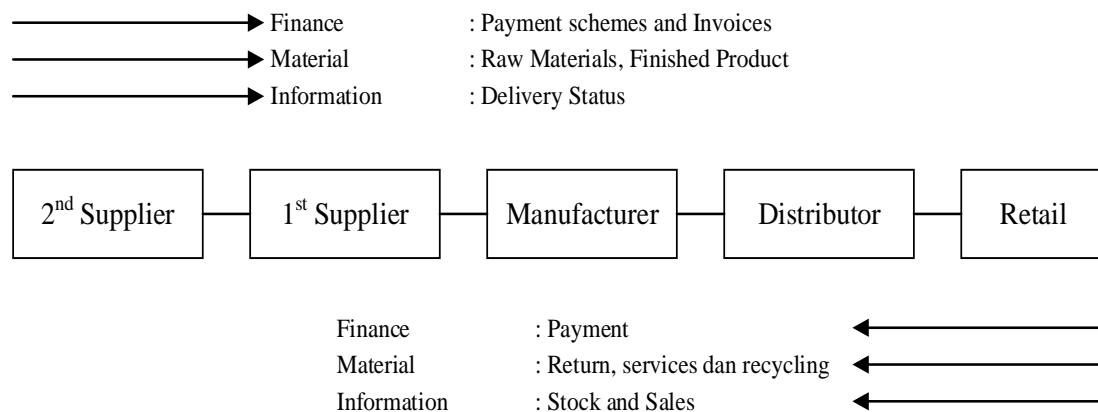 Finance : Payment schemes and Invoices
Material : Raw Materials, Finished Product
Information : Delivery Status
2nd Supplier 1st Supplier Manufacturer Distributor Retail
Finance : Payment
Material : Return, services dan recycling
Information : Stock and Sales